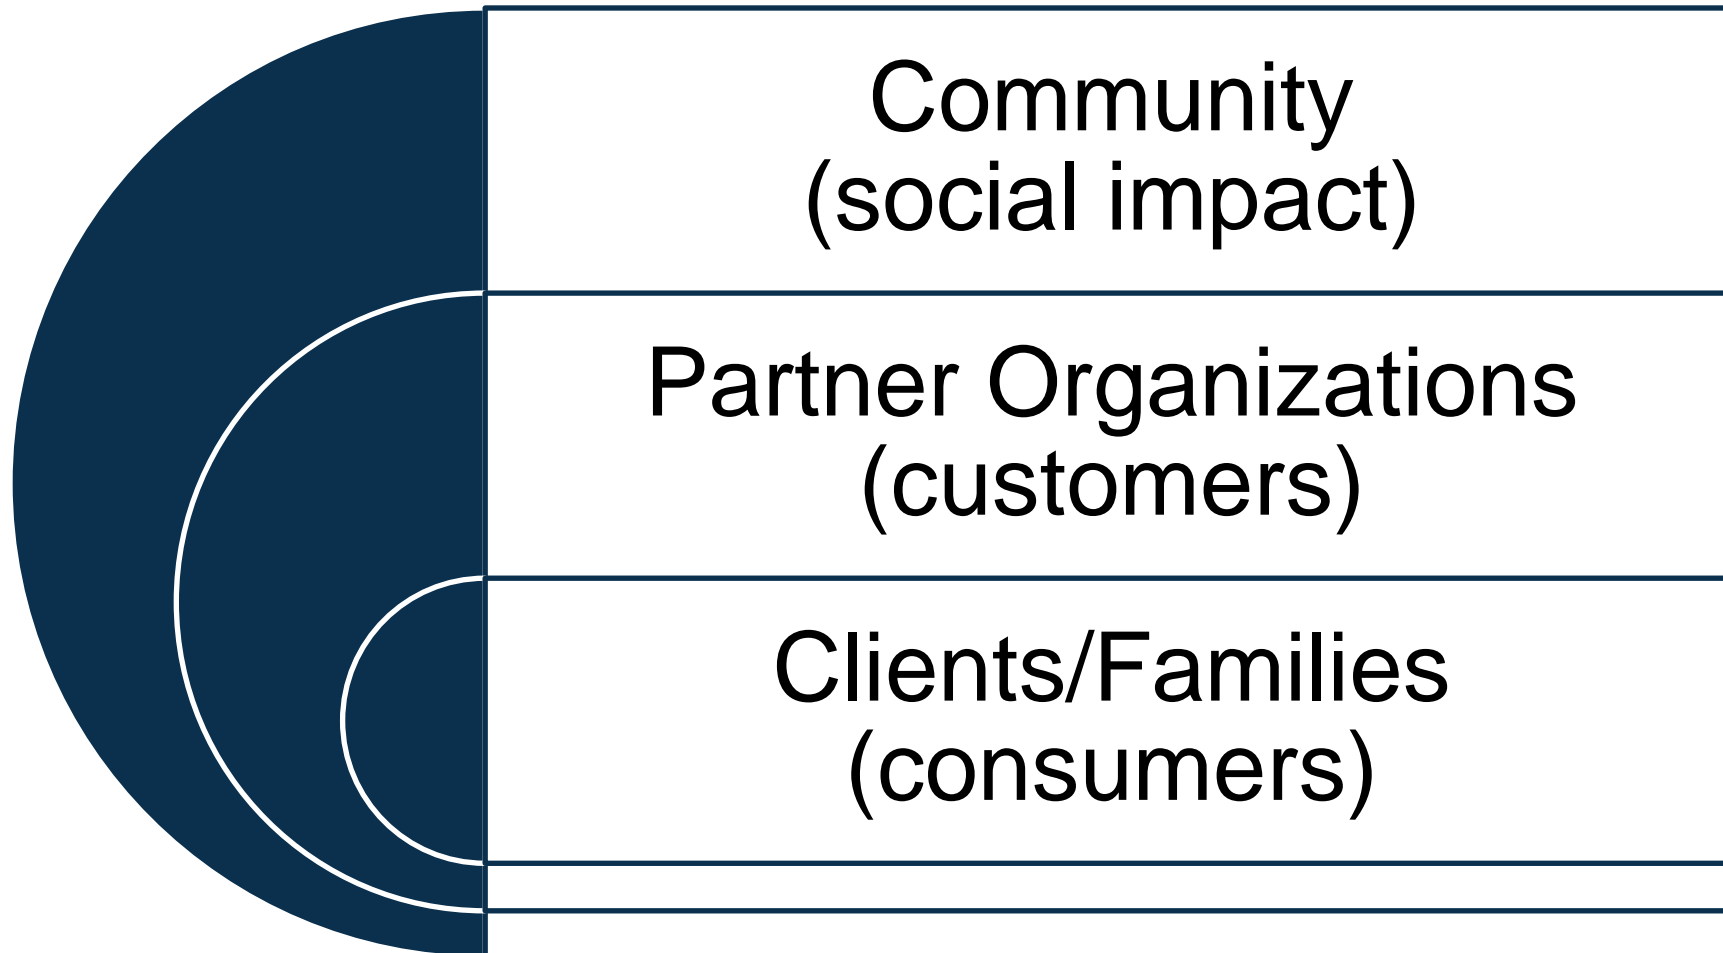 Community
(social impact)
Partner Organizations
(customers)
Clients/Families
(consumers)